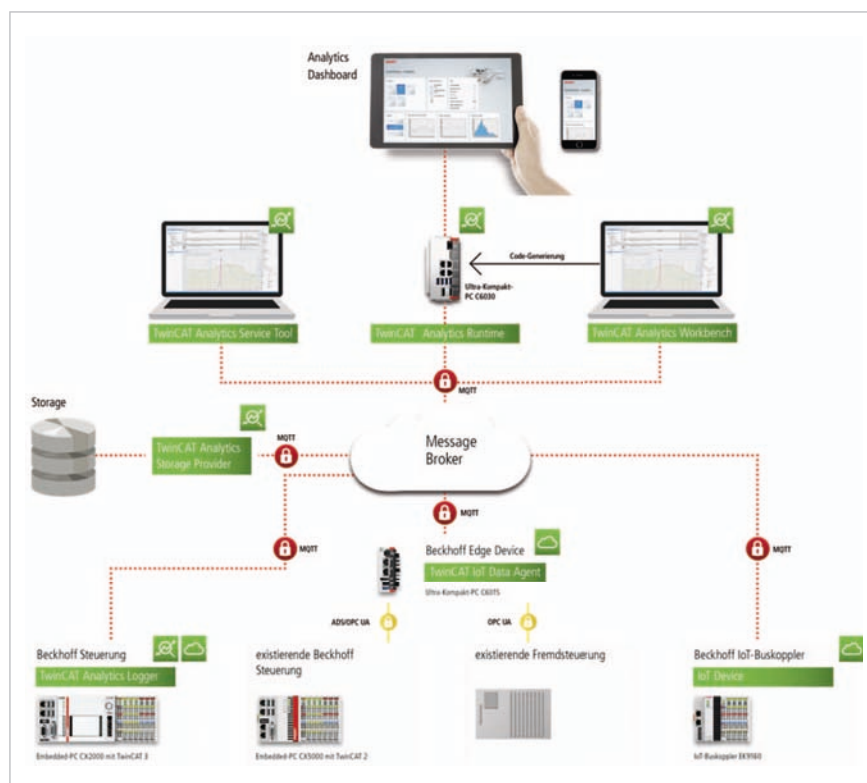 Analytics
Dashboard
Code-Generierung
Ultra-Kompakt-
PC C6030
TwinCAT Analytics Service Tool
TwinCAT Analytics Runtime
TwinCAT Analytics Workbench
MQTT
Storage
TwinCAT Analytics
Storage Provider
MQTT
Message
Broker
MQTT
MQTT
MQTT
Beckhoff Edge Device
TwinCAT IoT Data Agent
Ultra-Kompakt-PC C6015
ADS/OPC UA
OPC UA
Beckhoff Steuerung
TwinCAT Analytics Logger
Embedded-PC CX2000 mit TwinCAT 3
existierende Beckhoff
Steuerung
Embedded-PC CX5000 mit TwinCAT 2
existierende Fremdsteuerung
Beckhoff IoT-Buskoppler
IoT Device
IoT-Buskoppler EK9160